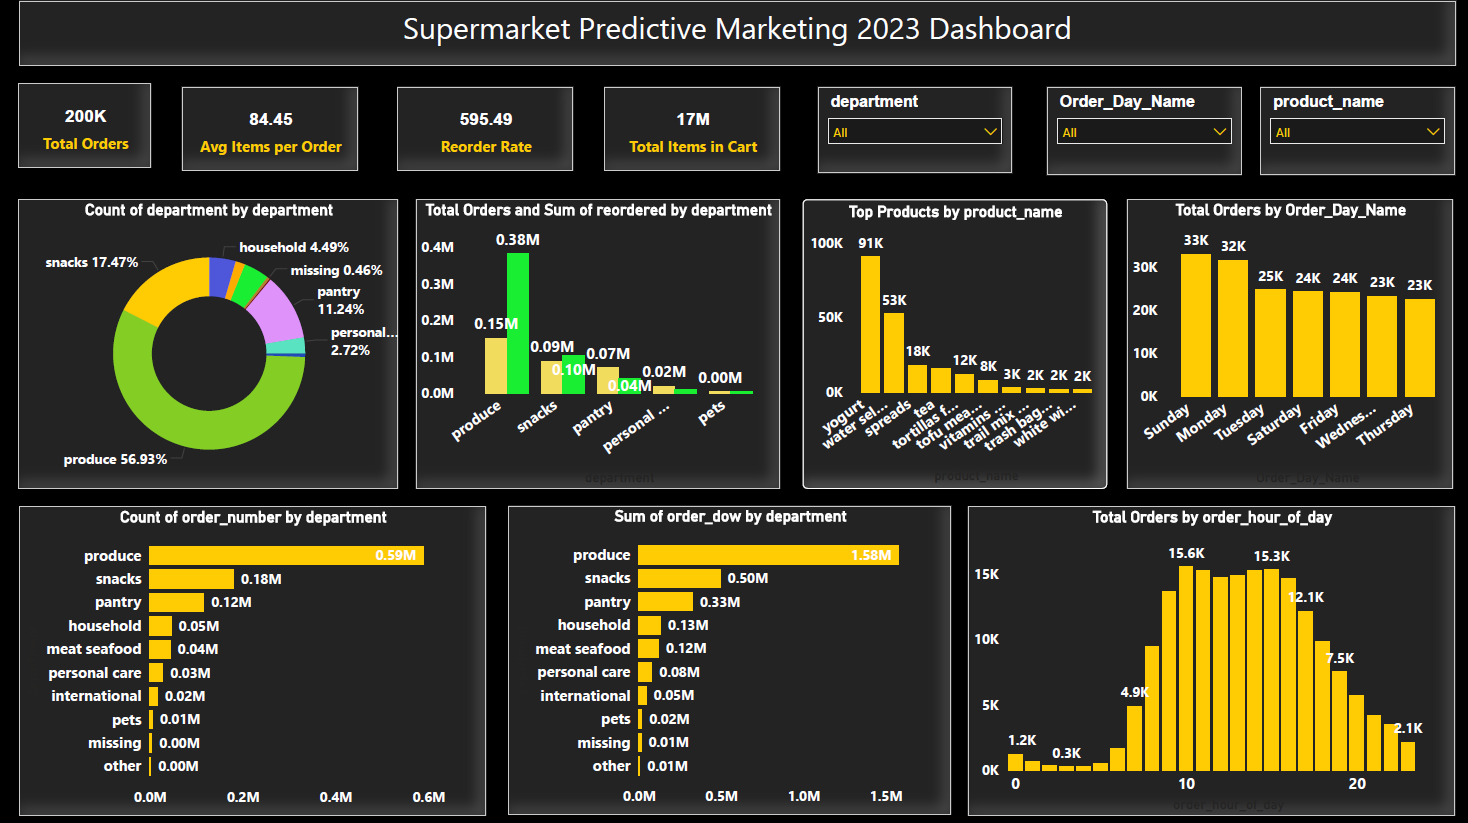 Supermarket Predictive Marketing 2023 Dashboard
200K
Total Orders
84.45
Avg Items per Order
595.49
Reorder Rate
17M
Total Items in Cart
department
All
Order_Day_Name
All
product_name
All
Count of department by department
household 4.49%
snacks 17.47%
missing 0.46%
pantry
11.24%
personal...
2.72%
produce 56.93%
Total Orders and Sum of reordered by department
0.4M
0.3M
0.2M
0.1M
0.0M
0.38M
0.15M
0.09M
0.10M
0.07M
0.04M
0.02M
0.00M
produce
snacks
pantry
personal ...
pets
department
Top Products by product_name
100K
50K
0K
91K
53K
18K
12K
8K
3K
2K
2K
2K
yogurt
water sel...
spreads
tea
tortillas f...
tofu mea...
vitamins ...
trail mix ...
trash bag...
white wi...
product_name
Total Orders by Order_Day_Name
30K
20K
10K
0K
33K
32K
25K
24K
24K
23K
23K
Sunday
Monday
Tuesday
Saturday
Friday
Wednes...
Thursday
Order_Day_Name
Count of order_number by department
produce 0.59M
snacks 0.18M
pantry 0.12M
household 0.05M
meat seafood 0.04M
personal care 0.03M
international 0.02M
pets 0.01M
missing 0.00M
other 0.00M
0.0M 0.2M 0.4M 0.6M
Sum of order_dow by department
produce 1.58M
snacks 0.50M
pantry 0.33M
household 0.13M
meat seafood 0.12M
personal care 0.08M
international 0.05M
pets 0.02M
missing 0.01M
other 0.01M
0.0M 0.5M 1.0M 1.5M
Total Orders by order_hour_of_day
15K
10K
5K
0K
1.2K
0.3K
4.9K
15.6K
15.3K
12.1K
7.5K
2.1K
0 10 20
order_hour_of_day